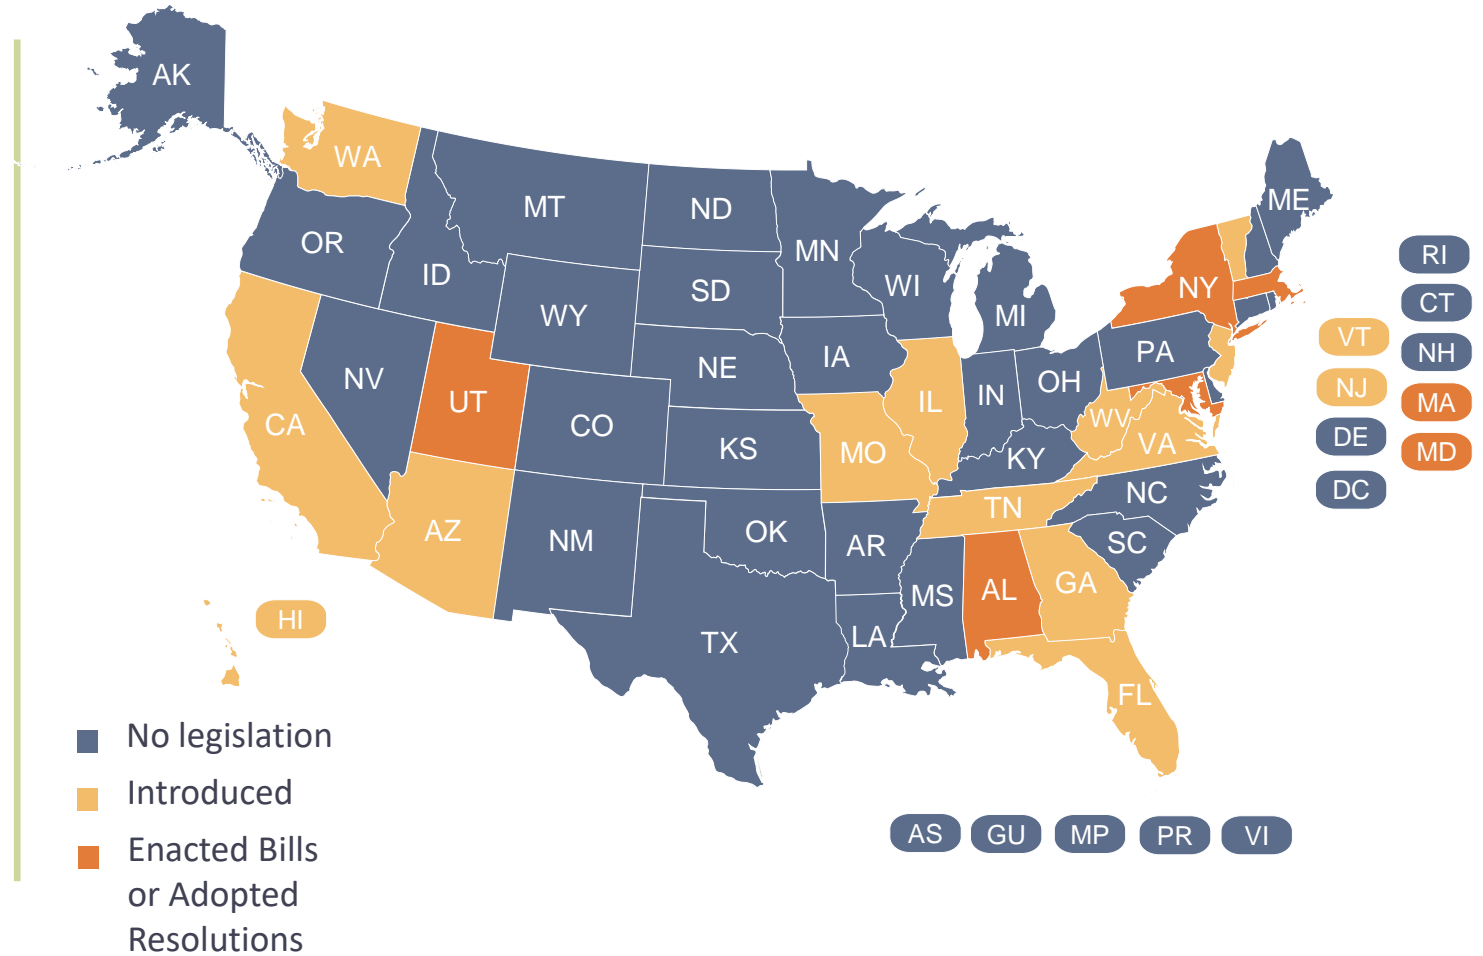 AK
WA
MT
ND
ME
OR
ID
MN
WI
SD
WY
MI
NY
RI
CT
VT
NH
NJ
MA
DE
MD
DC
PA
IA
NE
OH
IN
IL
NV
UT
CO
CA
KS
MO
WV
VA
KY
NC
TN
AZ
NM
OK
AR
SC
MS
AL
GA
HI
TX
LA
FL
No legislation
Introduced
Enacted Bills
or Adopted
Resolutions
AS GU MP PR VI